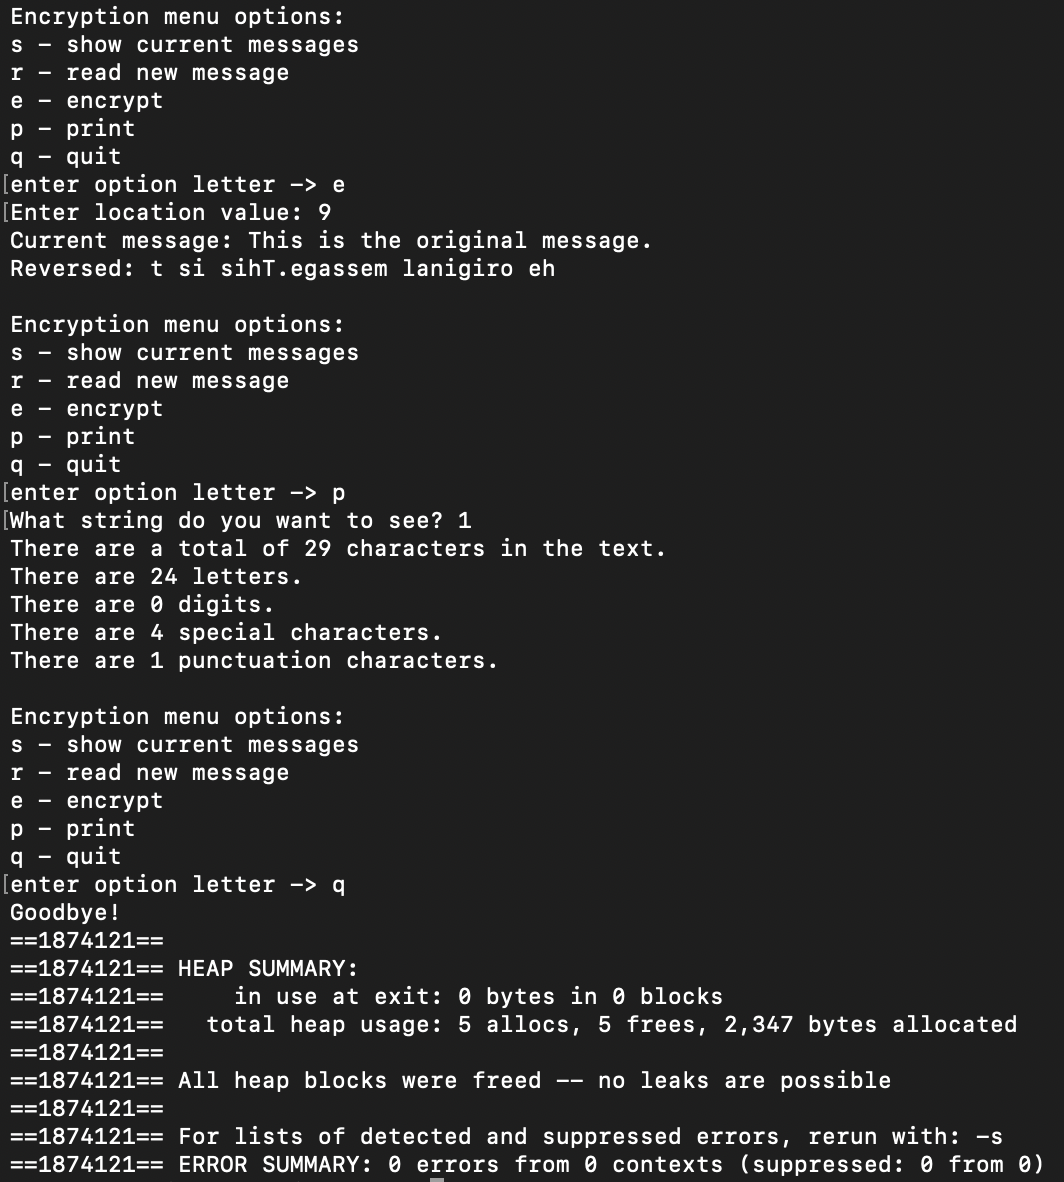 Encryption menu options:
s - show current messages
r - read new message
e - encrypt
p - print
q - quit
[enter option letter -> e
[Enter location value: 9
Current message: This is the original message.
Reversed: t si sihT.egassem lanigiro eh

Encryption menu options:
s - show current messages
r - read new message
e - encrypt
p - print
q - quit
[enter option letter -> p
[What string do you want to see? 1
There are a total of 29 characters in the text.
There are 24 letters.
There are 0 digits.
There are 4 special characters.
There are 1 punctuation characters.

Encryption menu options:
s - show current messages
r - read new message
e - encrypt
p - print
q - quit
[enter option letter -> q
Goodbye!
==1874121==
==1874121== HEAP SUMMARY:
==1874121==     in use at exit: 0 bytes in 0 blocks
==1874121==   total heap usage: 5 allocs, 5 frees, 2,347 bytes allocated
==1874121==
==1874121== All heap blocks were freed -- no leaks are possible
==1874121==
==1874121== For lists of detected and suppressed errors, rerun with: -s
==1874121== ERROR SUMMARY: 0 errors from 0 contexts (suppressed: 0 from 0)